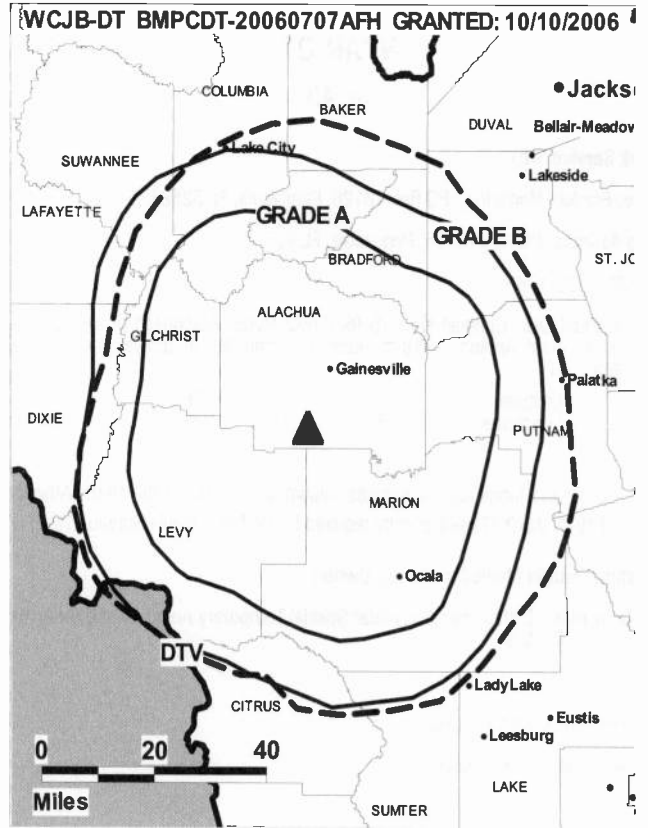 WCJB-DT BMPCDT-20060707AFH GRANTED: 10/10/2006
COLUMBIA
BAKER
Jacks
DUVAL
Bellair-Meadow
SUWANNEE
Lake City
Lakeside
LAFAYETTE
GRADE A
GRADE B
BRADFORD
ST. JO
ALACHUA
GILCHRIST
Gainesville
Palatka
DIXIE
PUTNAM
MARION
LEVY
Ocala
DTV
CITRUS
Lady Lake
Eustis
Leesburg
0 20 40
LAKE
Miles
SUMTER